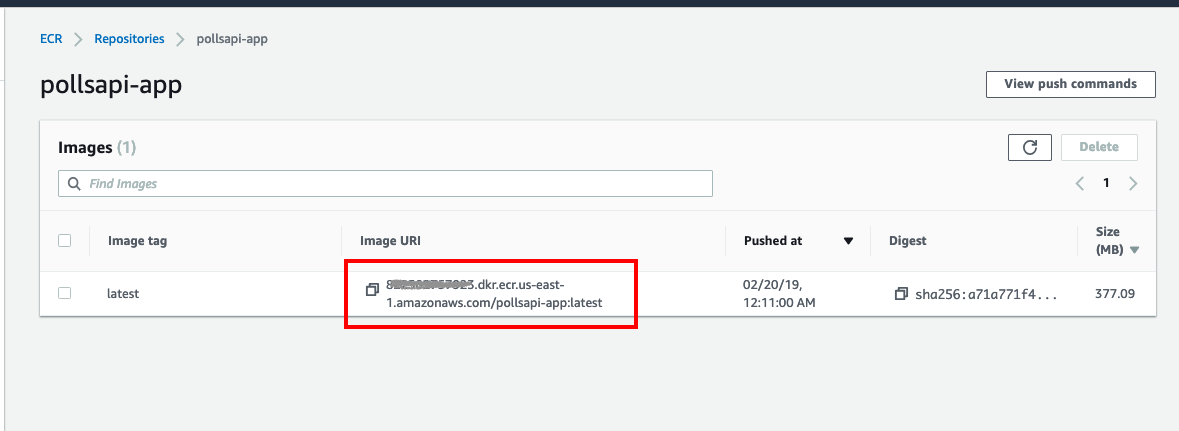 ECR > Repositories > pollsapi-app
pollsapi-app
View push commands
Images (1)
Delete
Find Images
1
Image tag
Image URI
Pushed at
Digest
Size
(MB)
latest
.dkr.ecr.us-east-
1.amazonaws.com/pollsapi-app:latest
02/20/19,
12:11:00 AM
sha256:a71a771f4...
377.09